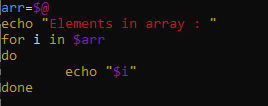 arr=$@
echo "Elements in array : "
for i in $arr
do
        echo "$i"
done